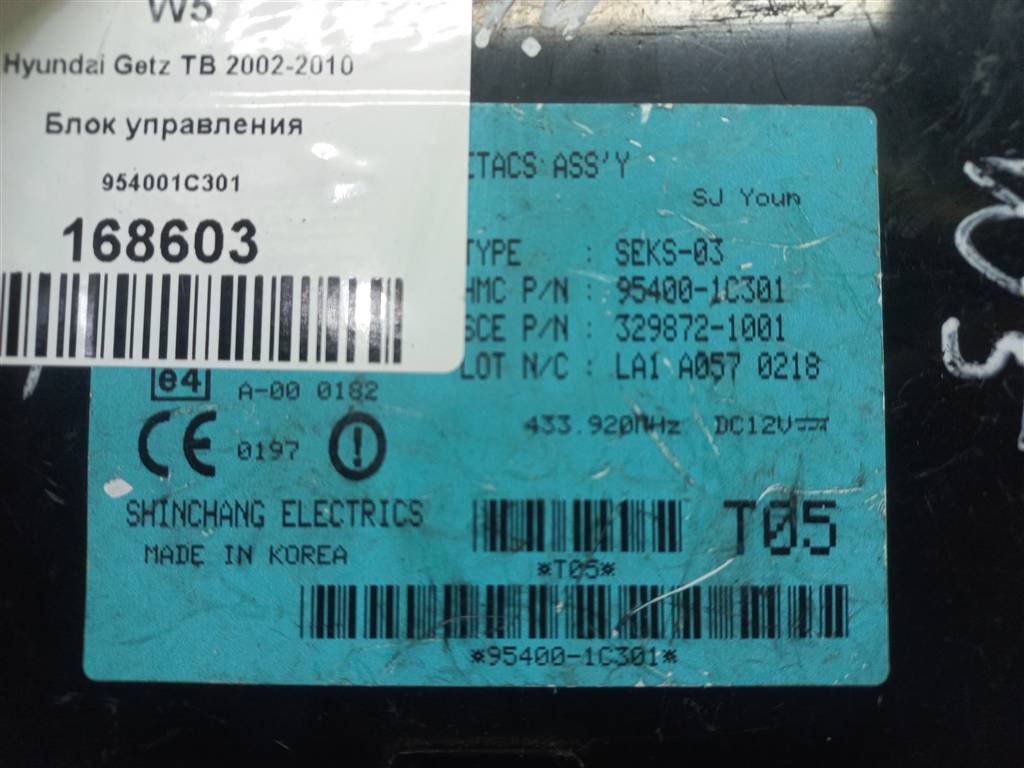 W5
Hyundai Getz TB 2002-2010
Блок управления
954001C301
168603
ETACS ASS'Y
SJ Youn
TYPE : SEKS-03
HMC P/N : 95400-1C301
SCE P/N : 329872-1001
LOT N/C : LA1 A057 0218
e4
A-00 0182
433.920MHz DC12V
CE 0197
SHINCHANG ELECTRICS
MADE IN KOREA
T05
*T05*
*95400-1C301*